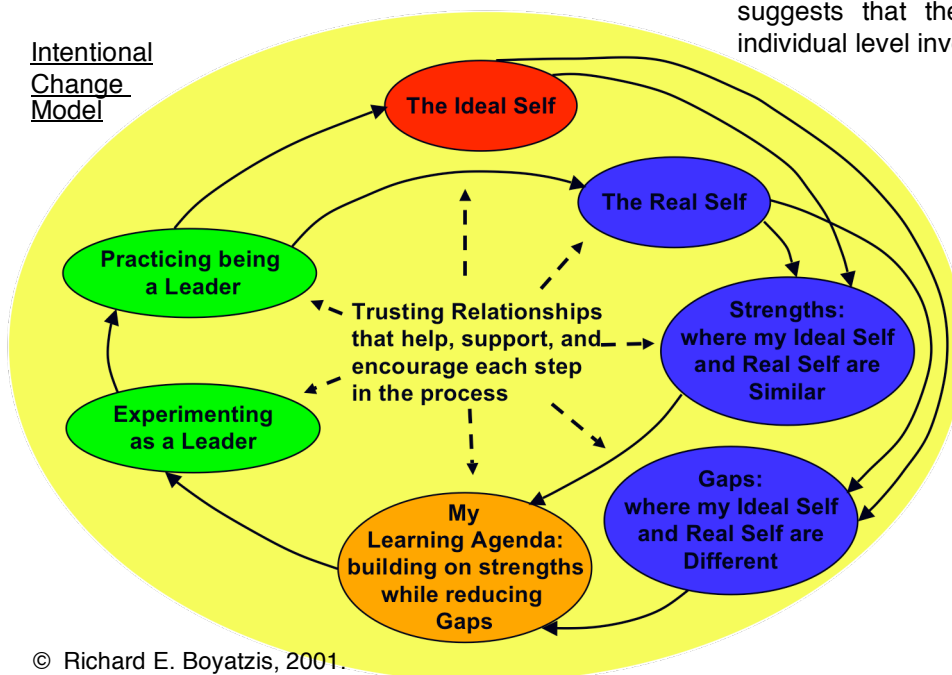 suggests that the
individual level inv
Intentional
Change
Model
The Ideal Self
The Real Self
Practicing being
a Leader
Trusting Relationships
that help, support, and
encourage each step
in the process
Strengths:
where my Ideal Self
and Real Self are
Similar
Experimenting
as a Leader
Gaps:
where my Ideal Self
and Real Self are
Different
My
Learning Agenda:
building on strengths
while reducing
Gaps
© Richard E. Boyatzis, 2001.